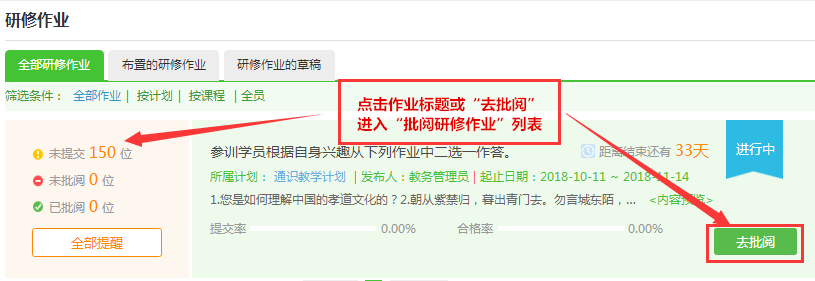 研修作业
全部研修作业 布置的研修作业 研修作业的草稿
筛选条件： 全部作业 | 按计划 | 按课程 | 全员
点击作业标题或“去批阅”
进入“批阅研修作业”列表
未提交 150 位
未批阅 0 位
已批阅 0 位
全部提醒
参训学员根据自身兴趣从下列作业中二选一作答。
距离结束还有 33天
进行中
所属计划： 通识教学计划 | 发布人：教务管理员 | 起止日期：2018-10-11 ~ 2018-11-14
1.您是如何理解中国的孝道文化的？2.朝从紫禁归，暮出青门去。勿言城东陌，... <内容预览>
提交率 0.00% 合格率 0.00%
去批阅